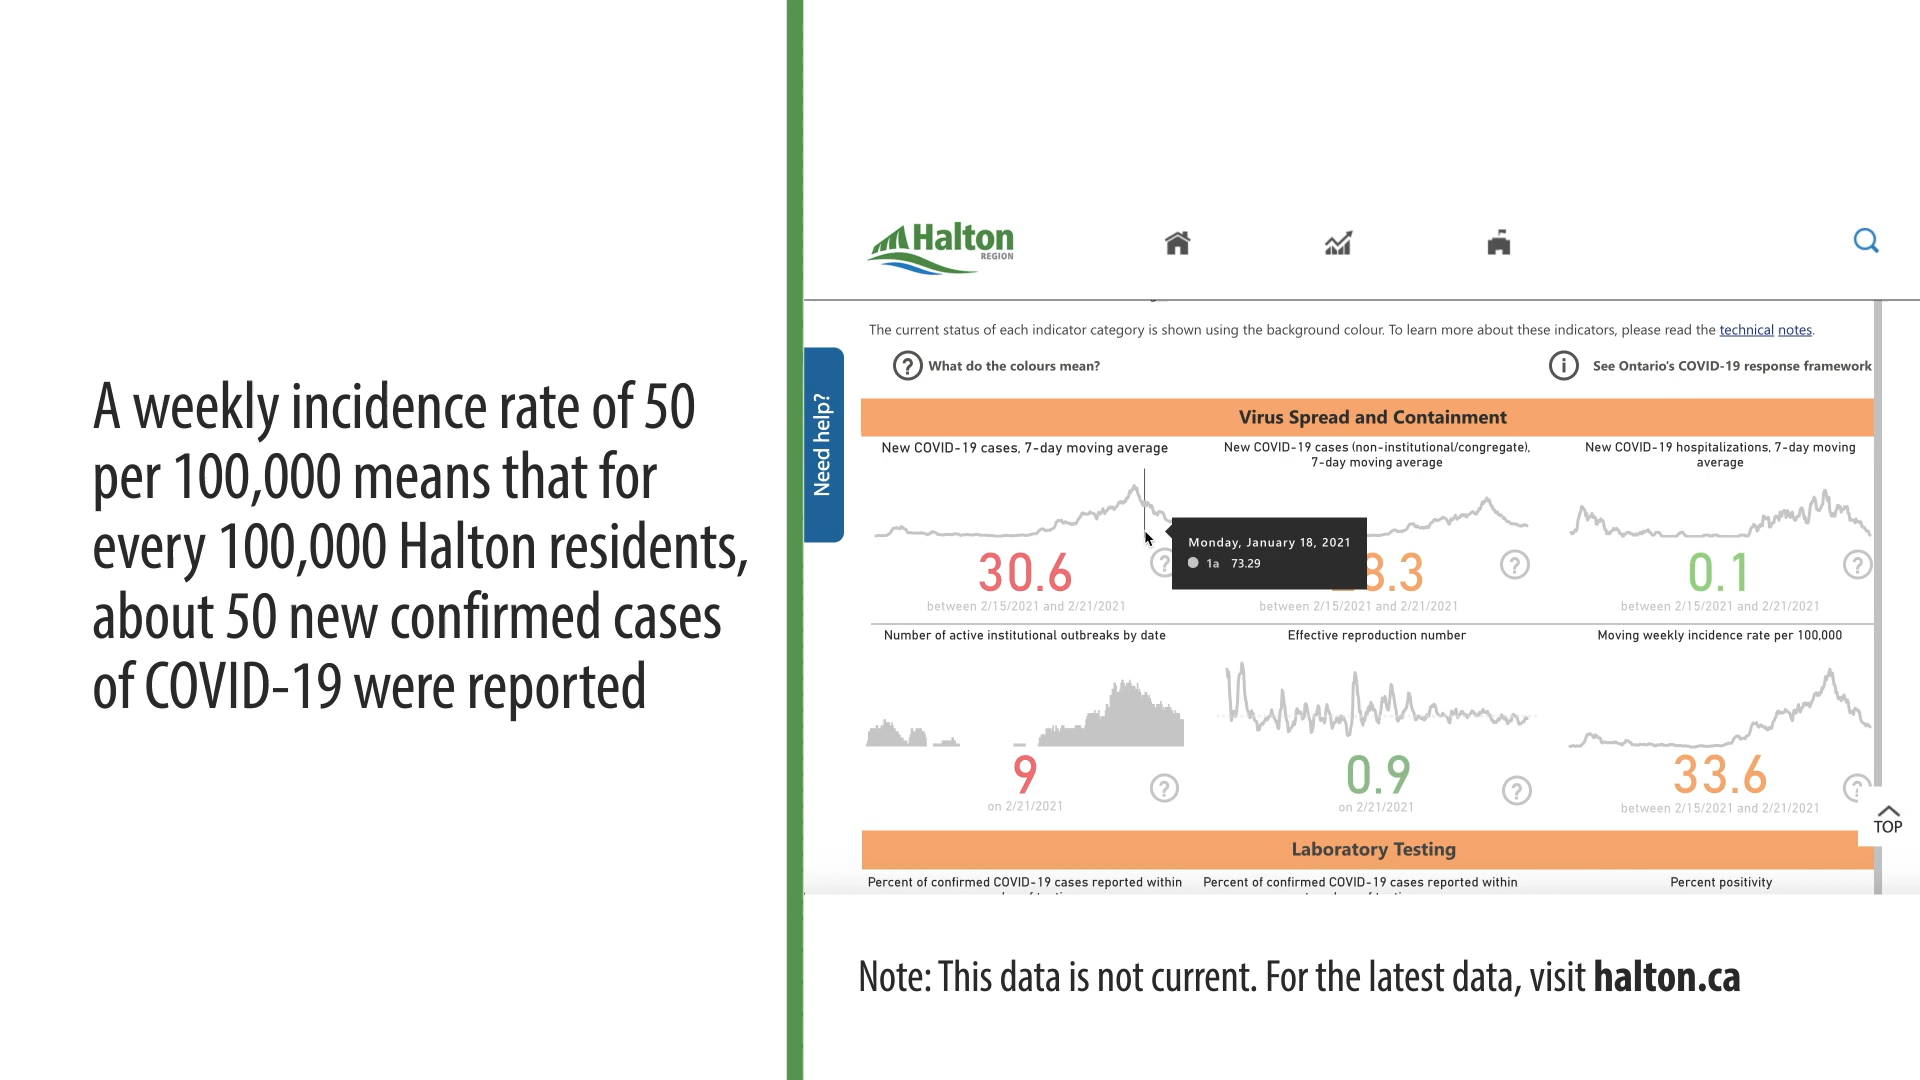 A weekly incidence rate of 50
per 100,000 means that for
every 100,000 Halton residents,
about 50 new confirmed cases
of COVID-19 were reported
Halton
REGION
The current status of each indicator category is shown using the background colour. To learn more about these indicators, please read the technical notes.
What do the colours mean?
See Ontario's COVID-19 response framework
Need help?
Virus Spread and Containment
New COVID-19 cases, 7-day moving average
30.6
between 2/15/2021 and 2/21/2021
New COVID-19 cases (non-institutional/congregate),
7-day moving average
Monday, January 18, 2021
1a 73.29
8.3
between 2/15/2021 and 2/21/2021
New COVID-19 hospitalizations, 7-day moving
average
0.1
between 2/15/2021 and 2/21/2021
Number of active institutional outbreaks by date
9
on 2/21/2021
Effective reproduction number
0.9
on 2/21/2021
Moving weekly incidence rate per 100,000
33.6
between 2/15/2021 and 2/21/2021
TOP
Laboratory Testing
Percent of confirmed COVID-19 cases reported within
Percent of confirmed COVID-19 cases reported within
Percent positivity
Note: This data is not current. For the latest data, visit halton.ca